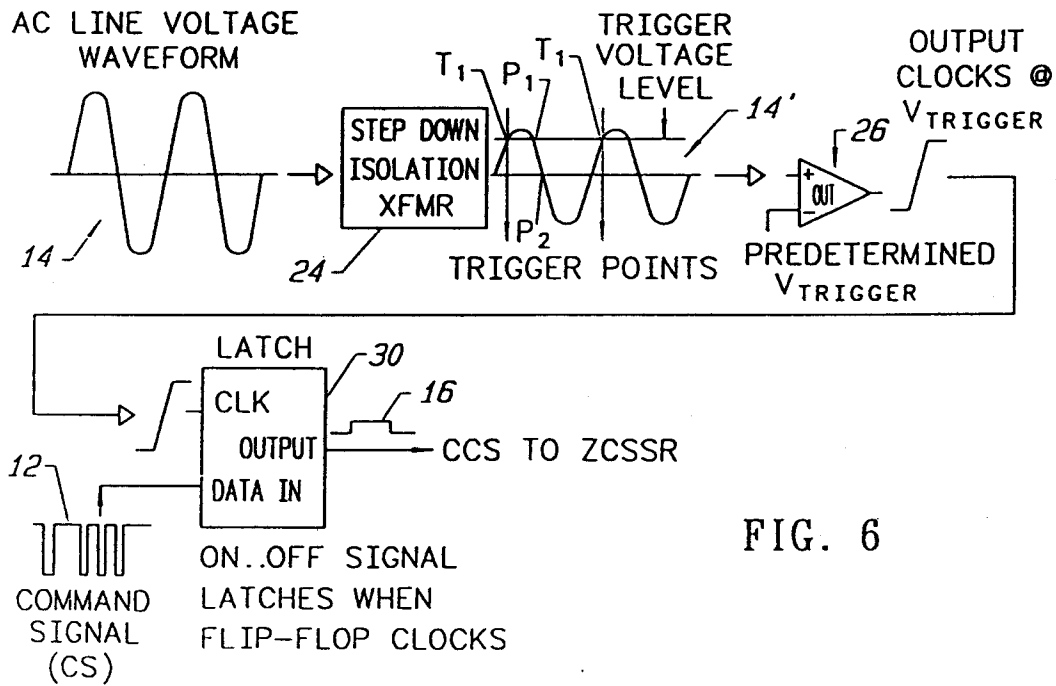 AC LINE VOLTAGE
WAVEFORM
14
STEP DOWN
ISOLATION
XFMR
24
T1
P1
T1
P2
TRIGGER
VOLTAGE
LEVEL
14'
TRIGGER POINTS
26
+
OUT
−
PREDETERMINED
VTRIGGER
OUTPUT
CLOCKS @
VTRIGGER
LATCH
30
CLK
OUTPUT
DATA IN
16
CCS TO ZCSSR
12
COMMAND
SIGNAL
(CS)
ON..OFF SIGNAL
LATCHES WHEN
FLIP-FLOP CLOCKS
FIG. 6